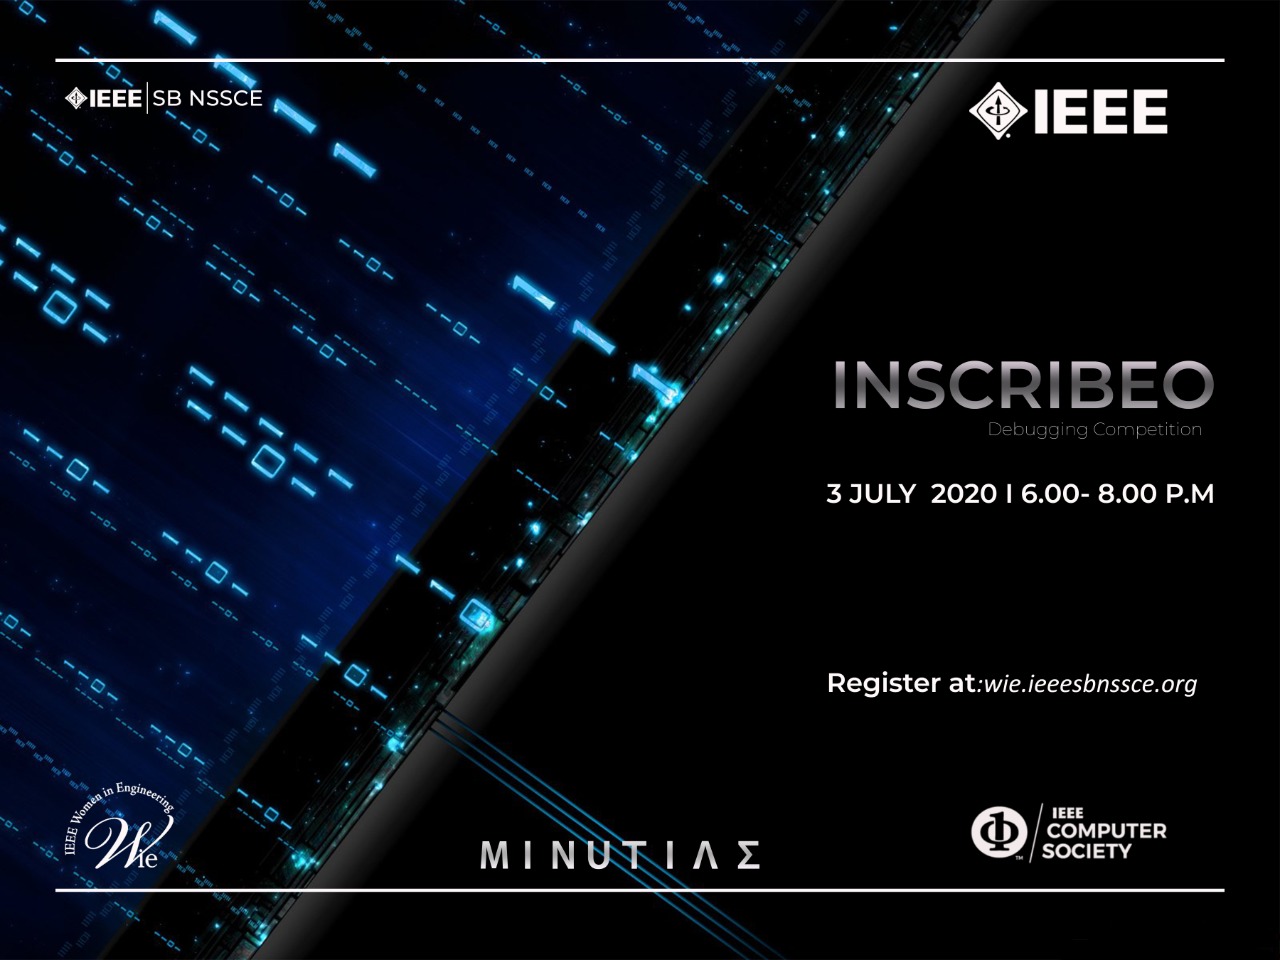 IEEE SB NSSCE
IEEE
INSCRIBEO
Debugging Competition
3 JULY 2020 I 6.00- 8.00 P.M
Register at:wie.ieeesbnssce.org
IEEE Women in Engineering
Wie
MINUTIΛΣ
IEEE
COMPUTER
SOCIETY
TM